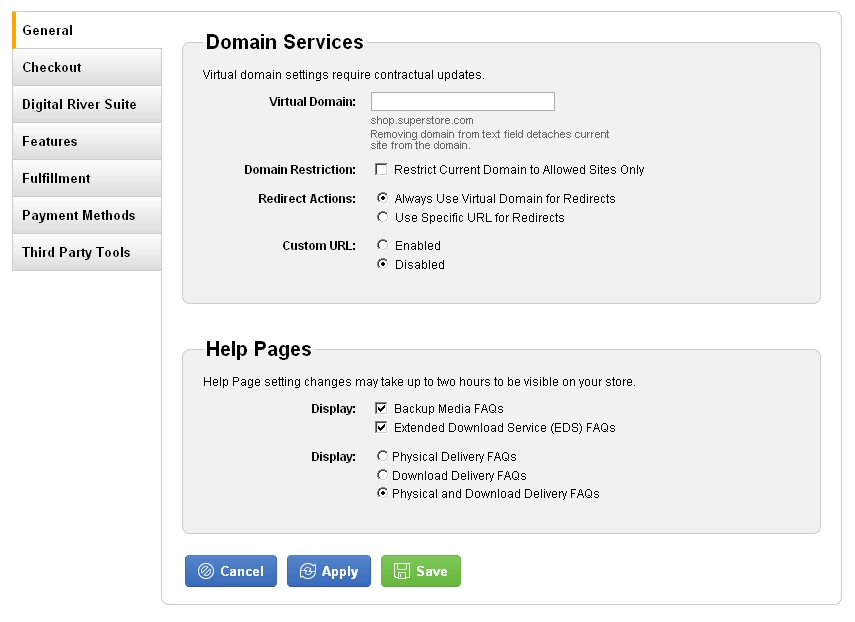 General
Checkout
Digital River Suite
Features
Fulfillment
Payment Methods
Third Party Tools
Domain Services
Virtual domain settings require contractual updates.
Virtual Domain:
shop.superstore.com
Removing domain from text field detaches current
site from the domain.
Domain Restriction: Restrict Current Domain to Allowed Sites Only
Redirect Actions: Always Use Virtual Domain for Redirects
Use Specific URL for Redirects
Custom URL: Enabled
Disabled
Help Pages
Help Page setting changes may take up to two hours to be visible on your store.
Display: Backup Media FAQs
Extended Download Service (EDS) FAQs
Display: Physical Delivery FAQs
Download Delivery FAQs
Physical and Download Delivery FAQs
Cancel Apply Save